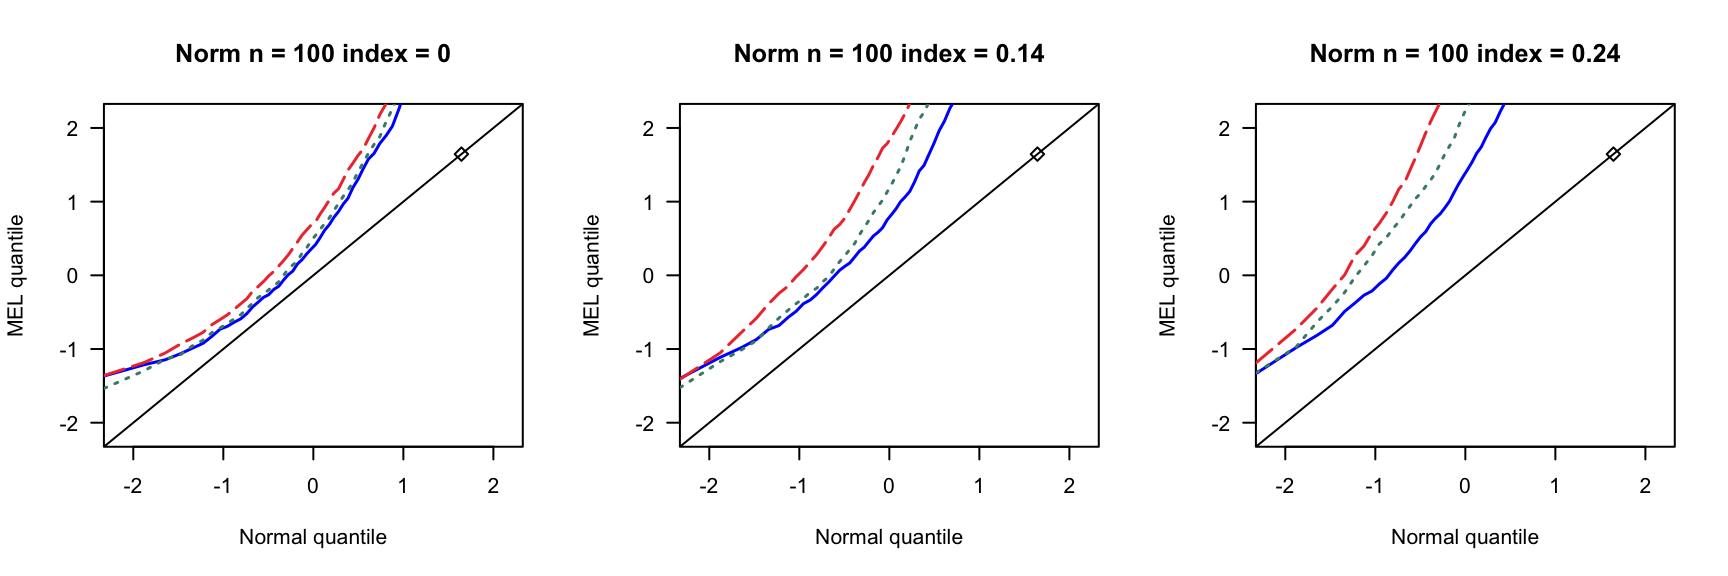 Norm n = 100 index = 0
2
1
0
-1
-2
MEL quantile
-2 -1 0 1 2
Normal quantile
Norm n = 100 index = 0.14
2
1
0
-1
-2
MEL quantile
-2 -1 0 1 2
Normal quantile
Norm n = 100 index = 0.24
2
1
0
-1
-2
MEL quantile
-2 -1 0 1 2
Normal quantile